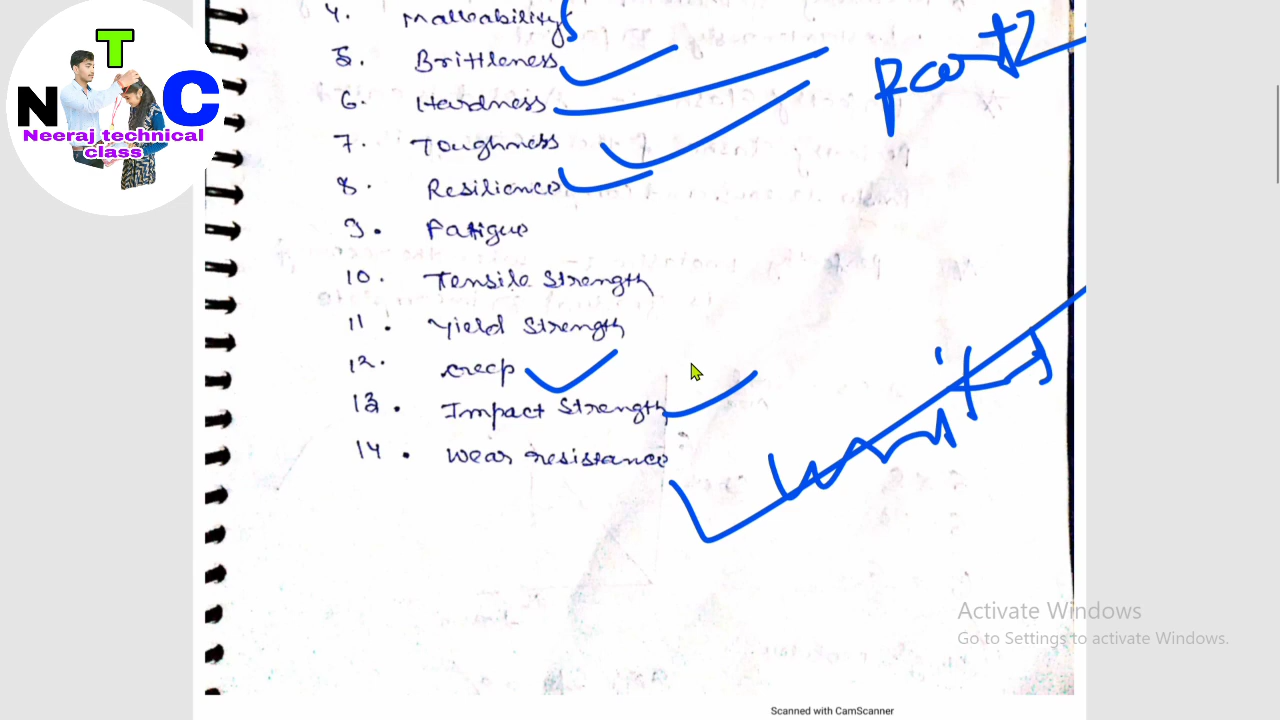 T
N C
Neeraj technical
class
4. Malleability
5. Brittleness
6. Hardness
7. Toughness
8. Resilience
9. Fatigue
10. Tensile Strength
11. Yield Strength
12. creep
13. Impact Strength
14. Wear resistance
Activate Windows
Go to Settings to activate Windows.
Scanned with CamScanner